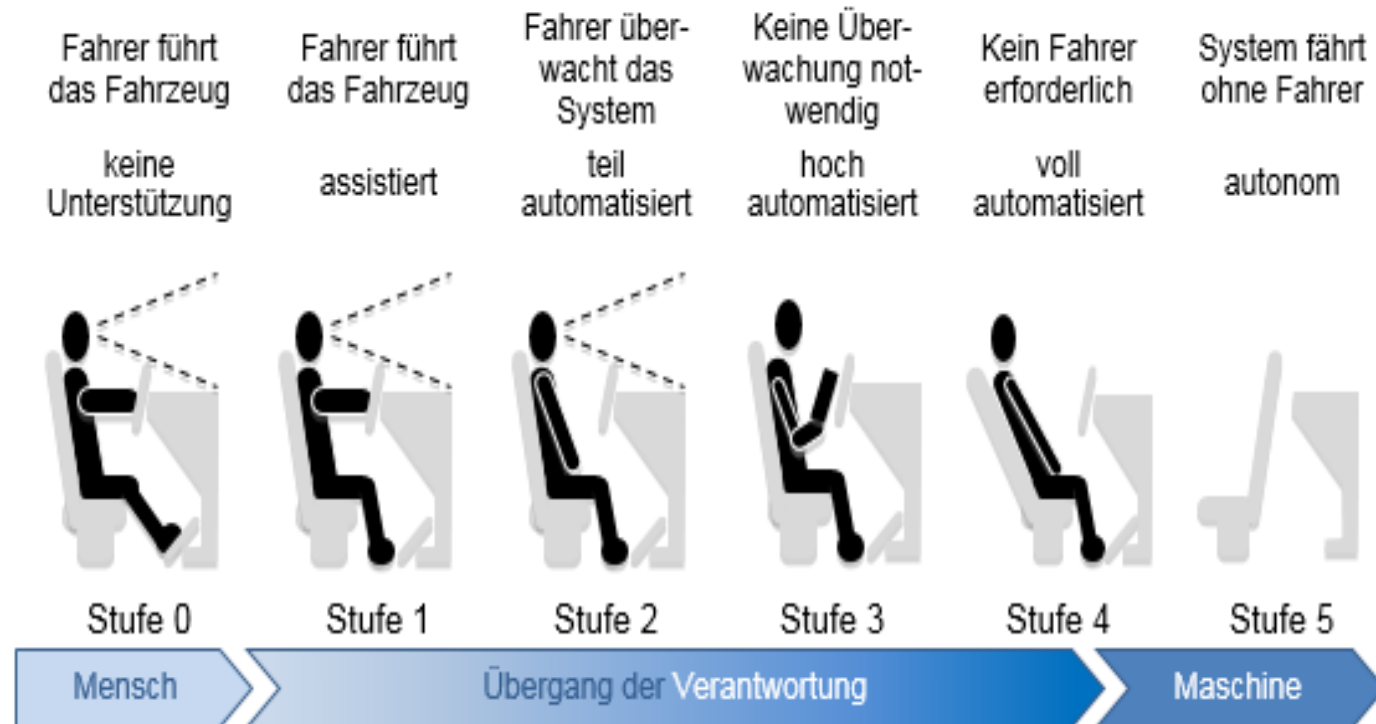 Fahrer führt
das Fahrzeug
keine
Unterstützung
Fahrer führt
das Fahrzeug
assistiert
Fahrer über-
wacht das
System
teil
automatisiert
Keine Über-
wachung not-
wendig
hoch
automatisiert
Kein Fahrer
erforderlich
voll
automatisiert
System fährt
ohne Fahrer
autonom
Stufe 0
Stufe 1
Stufe 2
Stufe 3
Stufe 4
Stufe 5
Mensch
Übergang der Verantwortung
Maschine